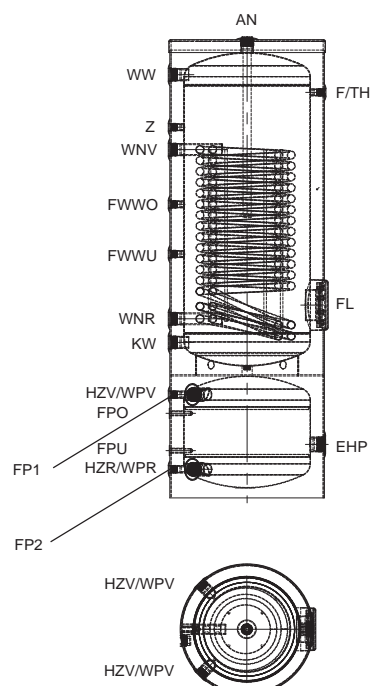 AN
WW
F/TH
Z
WNV
FWWO
FWWU
FL
WNR
KW
HZV/WPV
FPO
FPU
EHP
FP1
HZR/WPR
FP2
HZV/WPV
HZV/WPV